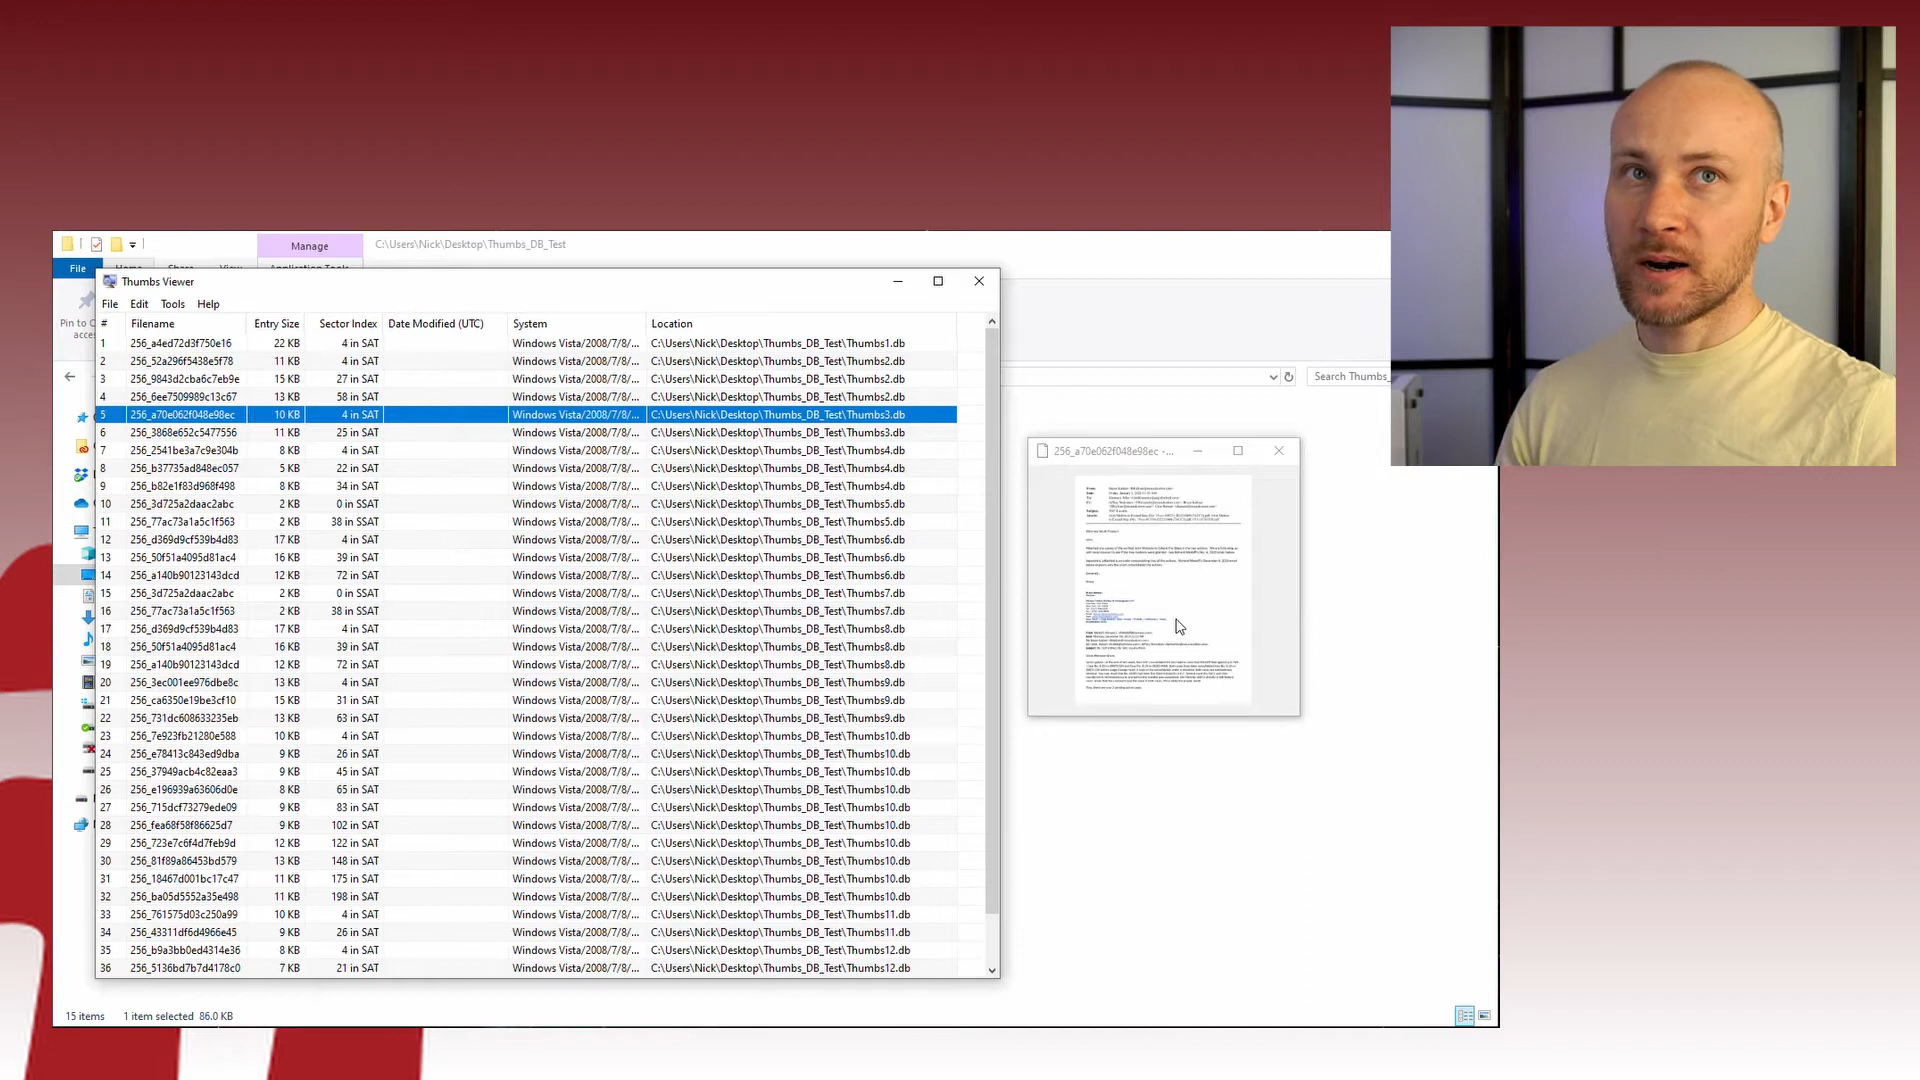 Manage
C:\Users\Nick\Desktop\Thumbs_DB_Test
File Home Share View Application Tools
Thumbs Viewer
File Edit Tools Help
Pin to
acces
Search Thumbs_
# Filename Entry Size Sector Index Date Modified (UTC) System Location
1 256_a4ed72d3f750e16 22 KB 4 in SAT Windows Vista/2008/7/8/... C:\Users\Nick\Desktop\Thumbs_DB_Test\Thumbs1.db
2 256_52a296f5438e5f78 11 KB 4 in SAT Windows Vista/2008/7/8/... C:\Users\Nick\Desktop\Thumbs_DB_Test\Thumbs2.db
3 256_9843d2cba6c7eb9e 15 KB 27 in SAT Windows Vista/2008/7/8/... C:\Users\Nick\Desktop\Thumbs_DB_Test\Thumbs2.db
4 256_6ee7509989c13c67 13 KB 58 in SAT Windows Vista/2008/7/8/... C:\Users\Nick\Desktop\Thumbs_DB_Test\Thumbs2.db
5 256_a70e062f048e98ec 10 KB 4 in SAT Windows Vista/2008/7/8/... C:\Users\Nick\Desktop\Thumbs_DB_Test\Thumbs3.db
6 256_3868e652c5477556 11 KB 25 in SAT Windows Vista/2008/7/8/... C:\Users\Nick\Desktop\Thumbs_DB_Test\Thumbs3.db
7 256_2541be3a7c9e304b 8 KB 4 in SAT Windows Vista/2008/7/8/... C:\Users\Nick\Desktop\Thumbs_DB_Test\Thumbs4.db
8 256_b37735ad848ec057 5 KB 22 in SAT Windows Vista/2008/7/8/... C:\Users\Nick\Desktop\Thumbs_DB_Test\Thumbs4.db
9 256_b82e1f83d968f498 8 KB 34 in SAT Windows Vista/2008/7/8/... C:\Users\Nick\Desktop\Thumbs_DB_Test\Thumbs4.db
10 256_3d725a2daac2abc 2 KB 0 in SSAT Windows Vista/2008/7/8/... C:\Users\Nick\Desktop\Thumbs_DB_Test\Thumbs5.db
11 256_77ac73a1a5c1f563 2 KB 38 in SSAT Windows Vista/2008/7/8/... C:\Users\Nick\Desktop\Thumbs_DB_Test\Thumbs5.db
12 256_d369d9cf539b4d83 17 KB 4 in SAT Windows Vista/2008/7/8/... C:\Users\Nick\Desktop\Thumbs_DB_Test\Thumbs6.db
13 256_50f51a4095d81ac4 16 KB 39 in SAT Windows Vista/2008/7/8/... C:\Users\Nick\Desktop\Thumbs_DB_Test\Thumbs6.db
14 256_a140b90123143dcd 12 KB 72 in SAT Windows Vista/2008/7/8/... C:\Users\Nick\Desktop\Thumbs_DB_Test\Thumbs6.db
15 256_3d725a2daac2abc 2 KB 0 in SSAT Windows Vista/2008/7/8/... C:\Users\Nick\Desktop\Thumbs_DB_Test\Thumbs7.db
16 256_77ac73a1a5c1f563 2 KB 38 in SSAT Windows Vista/2008/7/8/... C:\Users\Nick\Desktop\Thumbs_DB_Test\Thumbs7.db
17 256_d369d9cf539b4d83 17 KB 4 in SAT Windows Vista/2008/7/8/... C:\Users\Nick\Desktop\Thumbs_DB_Test\Thumbs8.db
18 256_50f51a4095d81ac4 16 KB 39 in SAT Windows Vista/2008/7/8/... C:\Users\Nick\Desktop\Thumbs_DB_Test\Thumbs8.db
19 256_a140b90123143dcd 12 KB 72 in SAT Windows Vista/2008/7/8/... C:\Users\Nick\Desktop\Thumbs_DB_Test\Thumbs8.db
20 256_3ec001ee976dbe8c 13 KB 4 in SAT Windows Vista/2008/7/8/... C:\Users\Nick\Desktop\Thumbs_DB_Test\Thumbs9.db
21 256_ca6350e19be3cf10 15 KB 31 in SAT Windows Vista/2008/7/8/... C:\Users\Nick\Desktop\Thumbs_DB_Test\Thumbs9.db
22 256_731dc608633235eb 13 KB 63 in SAT Windows Vista/2008/7/8/... C:\Users\Nick\Desktop\Thumbs_DB_Test\Thumbs9.db
23 256_7e923fb21280e588 10 KB 4 in SAT Windows Vista/2008/7/8/... C:\Users\Nick\Desktop\Thumbs_DB_Test\Thumbs10.db
24 256_e78413c843ed9dba 9 KB 26 in SAT Windows Vista/2008/7/8/... C:\Users\Nick\Desktop\Thumbs_DB_Test\Thumbs10.db
25 256_37949acb4c82eaa3 9 KB 45 in SAT Windows Vista/2008/7/8/... C:\Users\Nick\Desktop\Thumbs_DB_Test\Thumbs10.db
26 256_e196939a63606d0e 8 KB 65 in SAT Windows Vista/2008/7/8/... C:\Users\Nick\Desktop\Thumbs_DB_Test\Thumbs10.db
27 256_715dcf73279ede09 9 KB 83 in SAT Windows Vista/2008/7/8/... C:\Users\Nick\Desktop\Thumbs_DB_Test\Thumbs10.db
28 256_fea68f58f86625d7 9 KB 102 in SAT Windows Vista/2008/7/8/... C:\Users\Nick\Desktop\Thumbs_DB_Test\Thumbs10.db
29 256_723e7c6f4d7feb9d 12 KB 122 in SAT Windows Vista/2008/7/8/... C:\Users\Nick\Desktop\Thumbs_DB_Test\Thumbs10.db
30 256_81f89a86453bd579 13 KB 148 in SAT Windows Vista/2008/7/8/... C:\Users\Nick\Desktop\Thumbs_DB_Test\Thumbs10.db
31 256_18467d001bc17c47 11 KB 175 in SAT Windows Vista/2008/7/8/... C:\Users\Nick\Desktop\Thumbs_DB_Test\Thumbs10.db
32 256_ba05d5552a35e498 11 KB 198 in SAT Windows Vista/2008/7/8/... C:\Users\Nick\Desktop\Thumbs_DB_Test\Thumbs10.db
33 256_761575d03c250a99 10 KB 4 in SAT Windows Vista/2008/7/8/... C:\Users\Nick\Desktop\Thumbs_DB_Test\Thumbs11.db
34 256_43311df6d4966e45 9 KB 26 in SAT Windows Vista/2008/7/8/... C:\Users\Nick\Desktop\Thumbs_DB_Test\Thumbs11.db
35 256_b9a3bb0ed4314e36 8 KB 4 in SAT Windows Vista/2008/7/8/... C:\Users\Nick\Desktop\Thumbs_DB_Test\Thumbs12.db
36 256_5136bd7b7d4178c0 7 KB 21 in SAT Windows Vista/2008/7/8/... C:\Users\Nick\Desktop\Thumbs_DB_Test\Thumbs12.db
256_a70e062f048e98ec -...
15 items 1 item selected 86.0 KB